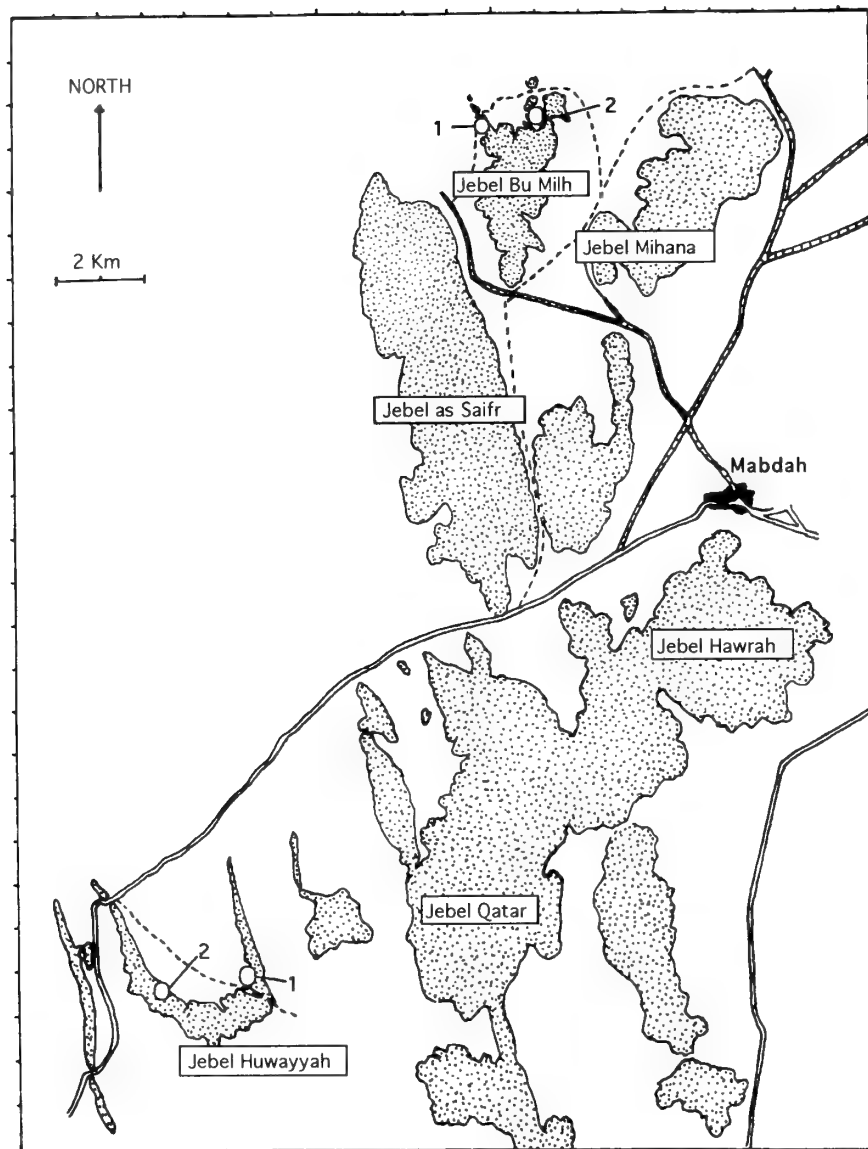 NORTH
1
2
Jebel Bu Milh
Jebel Mihana
2 Km
Jebel as Saifr
Mabdah
Jebel Hawrah
Jebel Qatar
2
1
Jebel Huwayyah